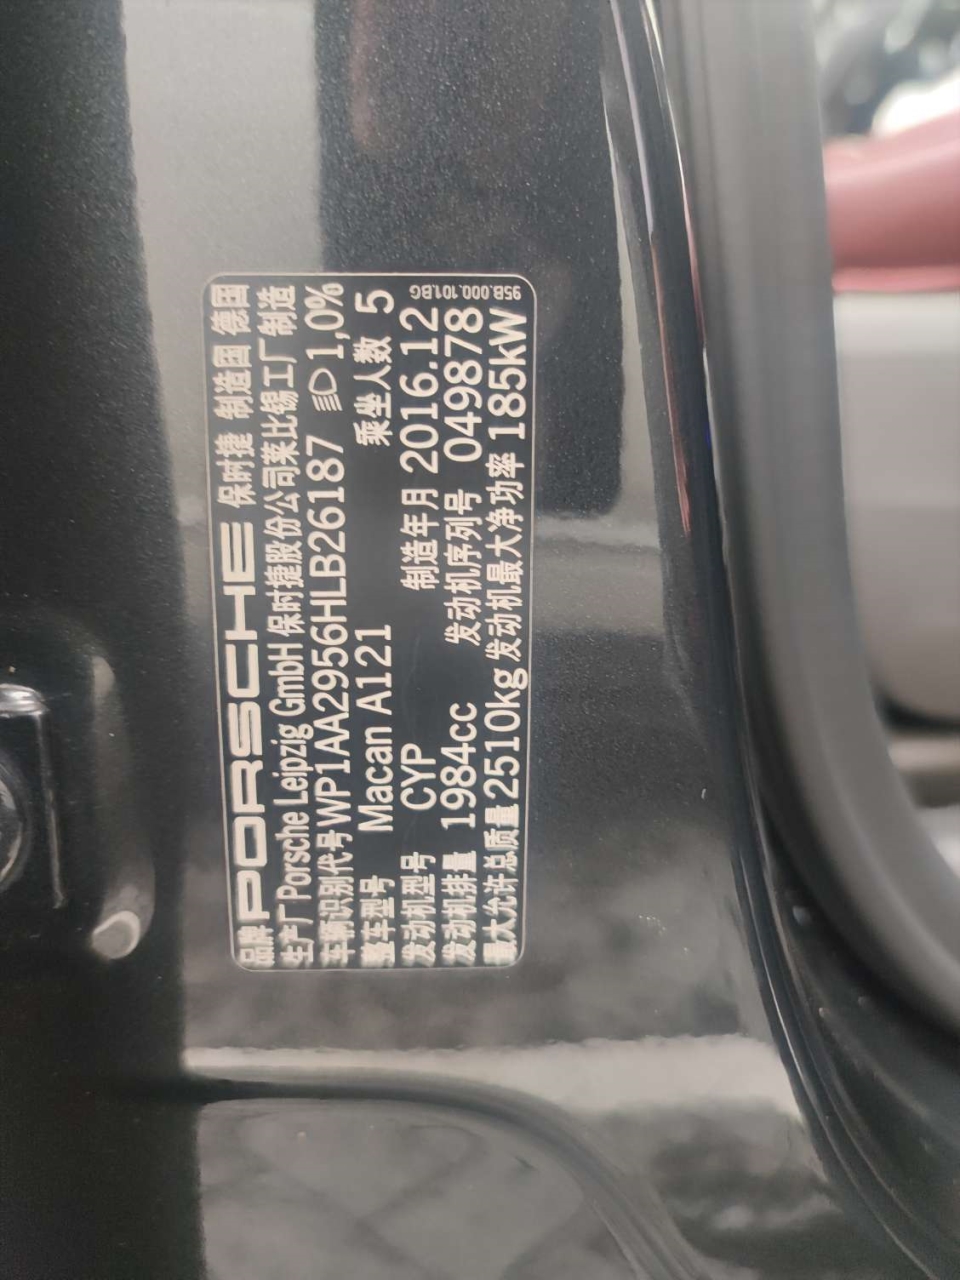 品牌 PORSCHE 保时捷 制造国 德国
生产厂 Porsche Leipzig GmbH 保时捷股份公司莱比锡工厂制造
车辆识别代号 WP1AA2956HLB26187 1,0%
整车型号 Macan A121 乘坐人数 5
发动机型号 CYP 制造年月 2016.12
发动机排量 1984cc 发动机序列号 049878
最大允许总质量 2510kg 发动机最大净功率 185kW
95B.000.101.BG